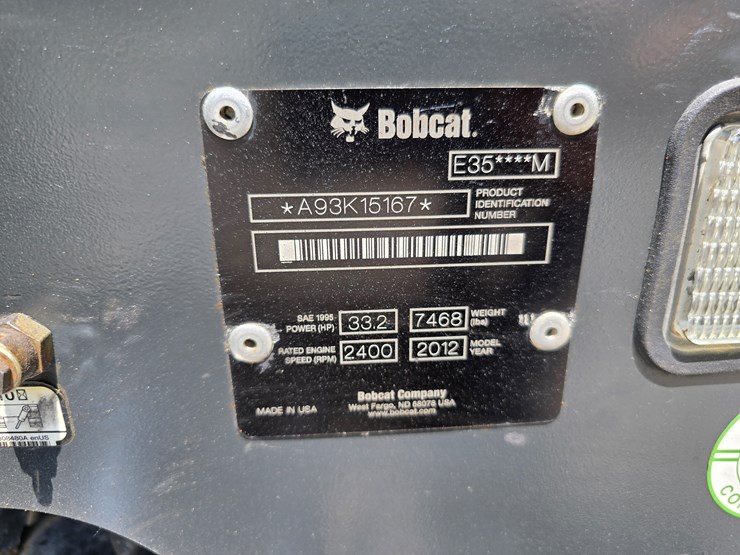 Bobcat.
E35****M
*A93K15167*
PRODUCT
IDENTIFICATION
NUMBER
SAE 1995
POWER (HP)
33.2
7468
WEIGHT
(lbs)
RATED ENGINE
SPEED (RPM)
2400
2012
MODEL
YEAR
Bobcat Company
West Fargo, ND 58078 USA
www.bobcat.com
MADE IN USA
enUS